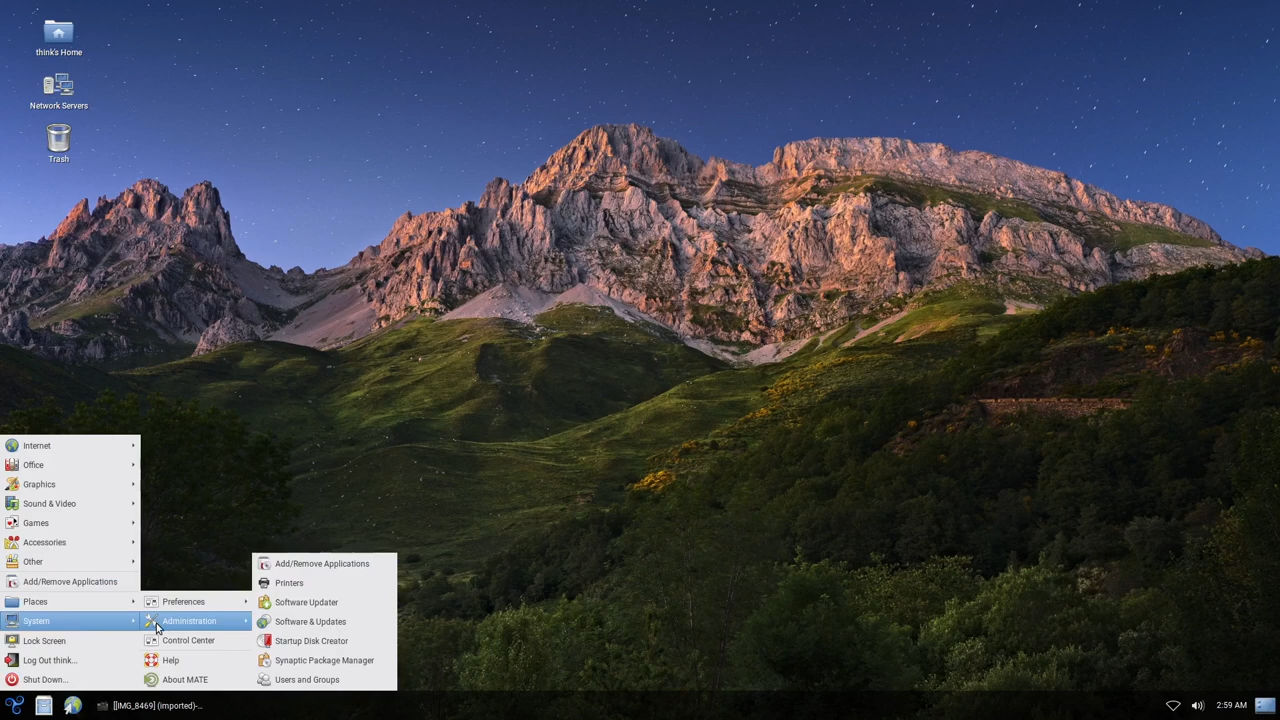 think's Home
Network Servers
Trash
Internet
Office
Graphics
Sound & Video
Games
Accessories
Other
Add/Remove Applications
Places
System
Lock Screen
Log Out think...
Shut Down...
Preferences
Administration
Control Center
Help
About MATE
Add/Remove Applications
Printers
Software Updater
Software & Updates
Startup Disk Creator
Synaptic Package Manager
Users and Groups
[[IMG_8469] (imported)-...
2:59 AM